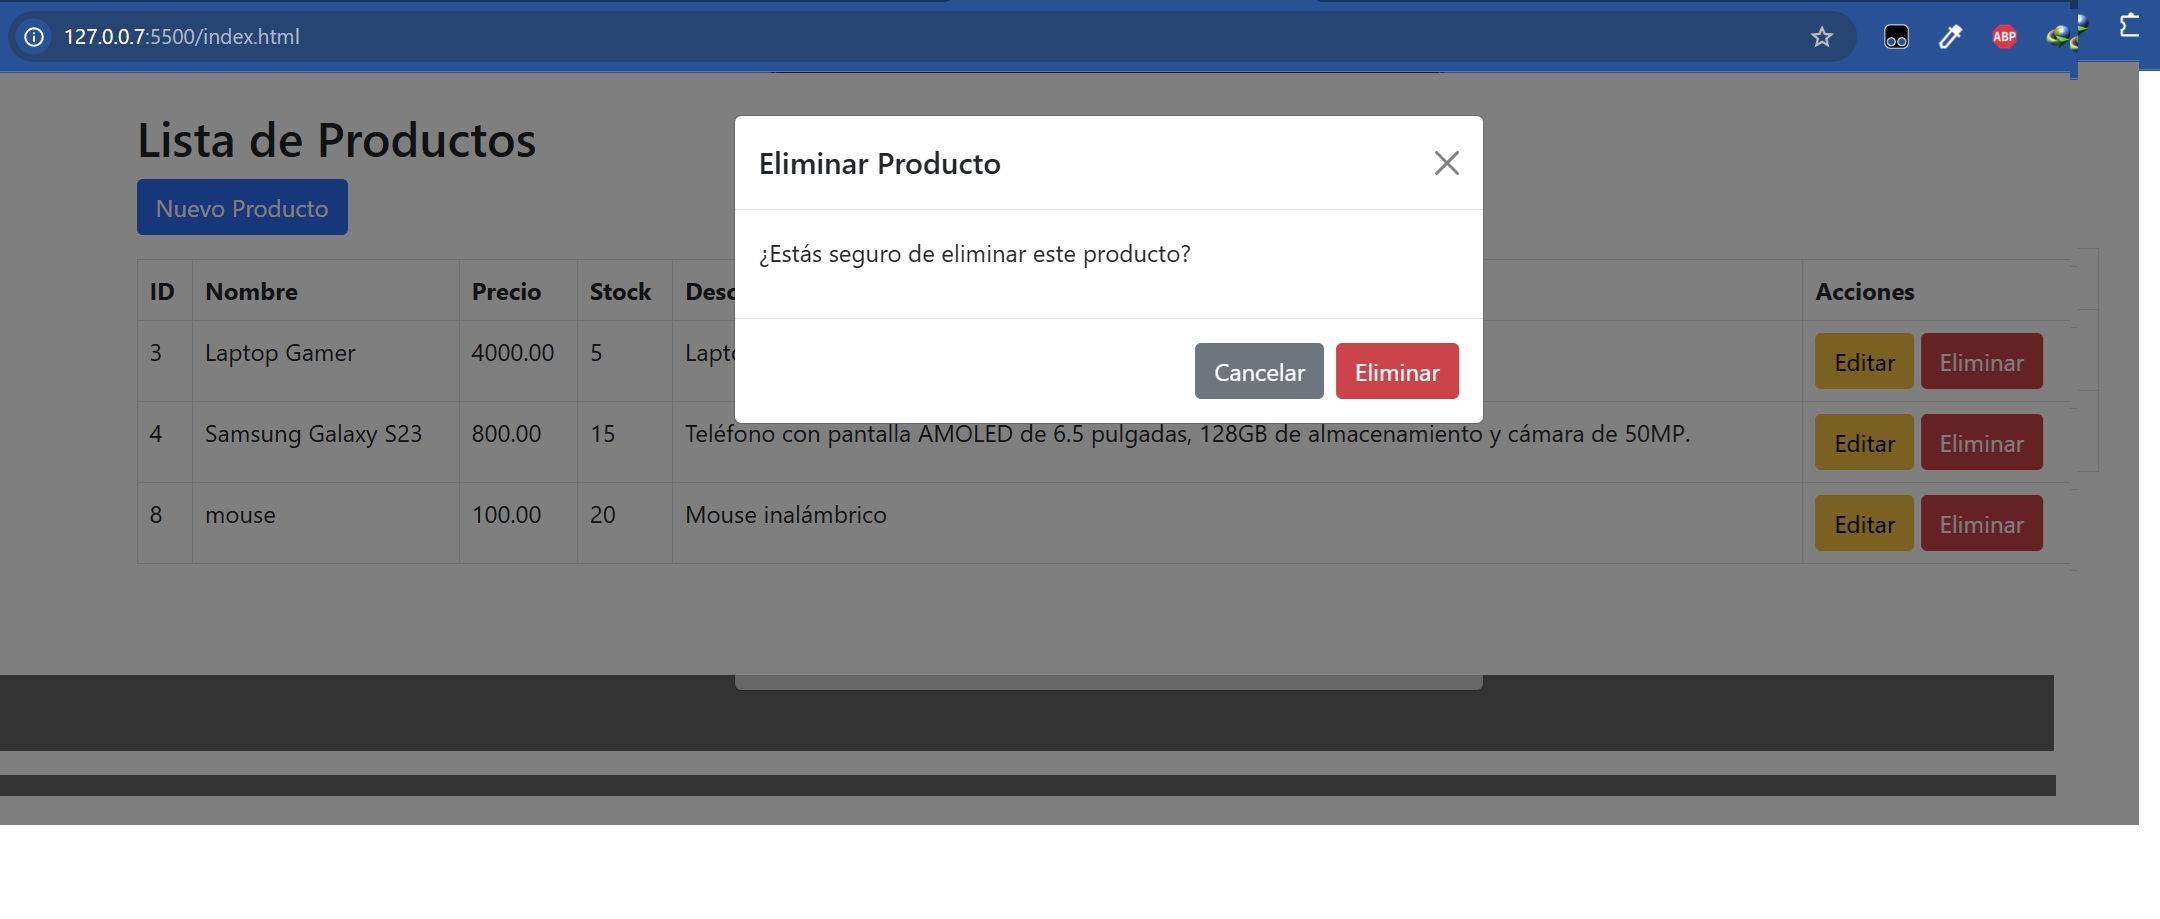 127.0.0.7:5500/index.html
ABP
Lista de Productos
Nuevo Producto
Eliminar Producto
¿Estás seguro de eliminar este producto?
Cancelar Eliminar
ID Nombre Precio Stock Acciones
3 Laptop Gamer 4000.00 5 Editar Eliminar
4 Samsung Galaxy S23 800.00 15 Teléfono con pantalla AMOLED de 6.5 pulgadas, 128GB de almacenamiento y cámara de 50MP. Editar Eliminar
8 mouse 100.00 20 Mouse inalámbrico Editar Eliminar